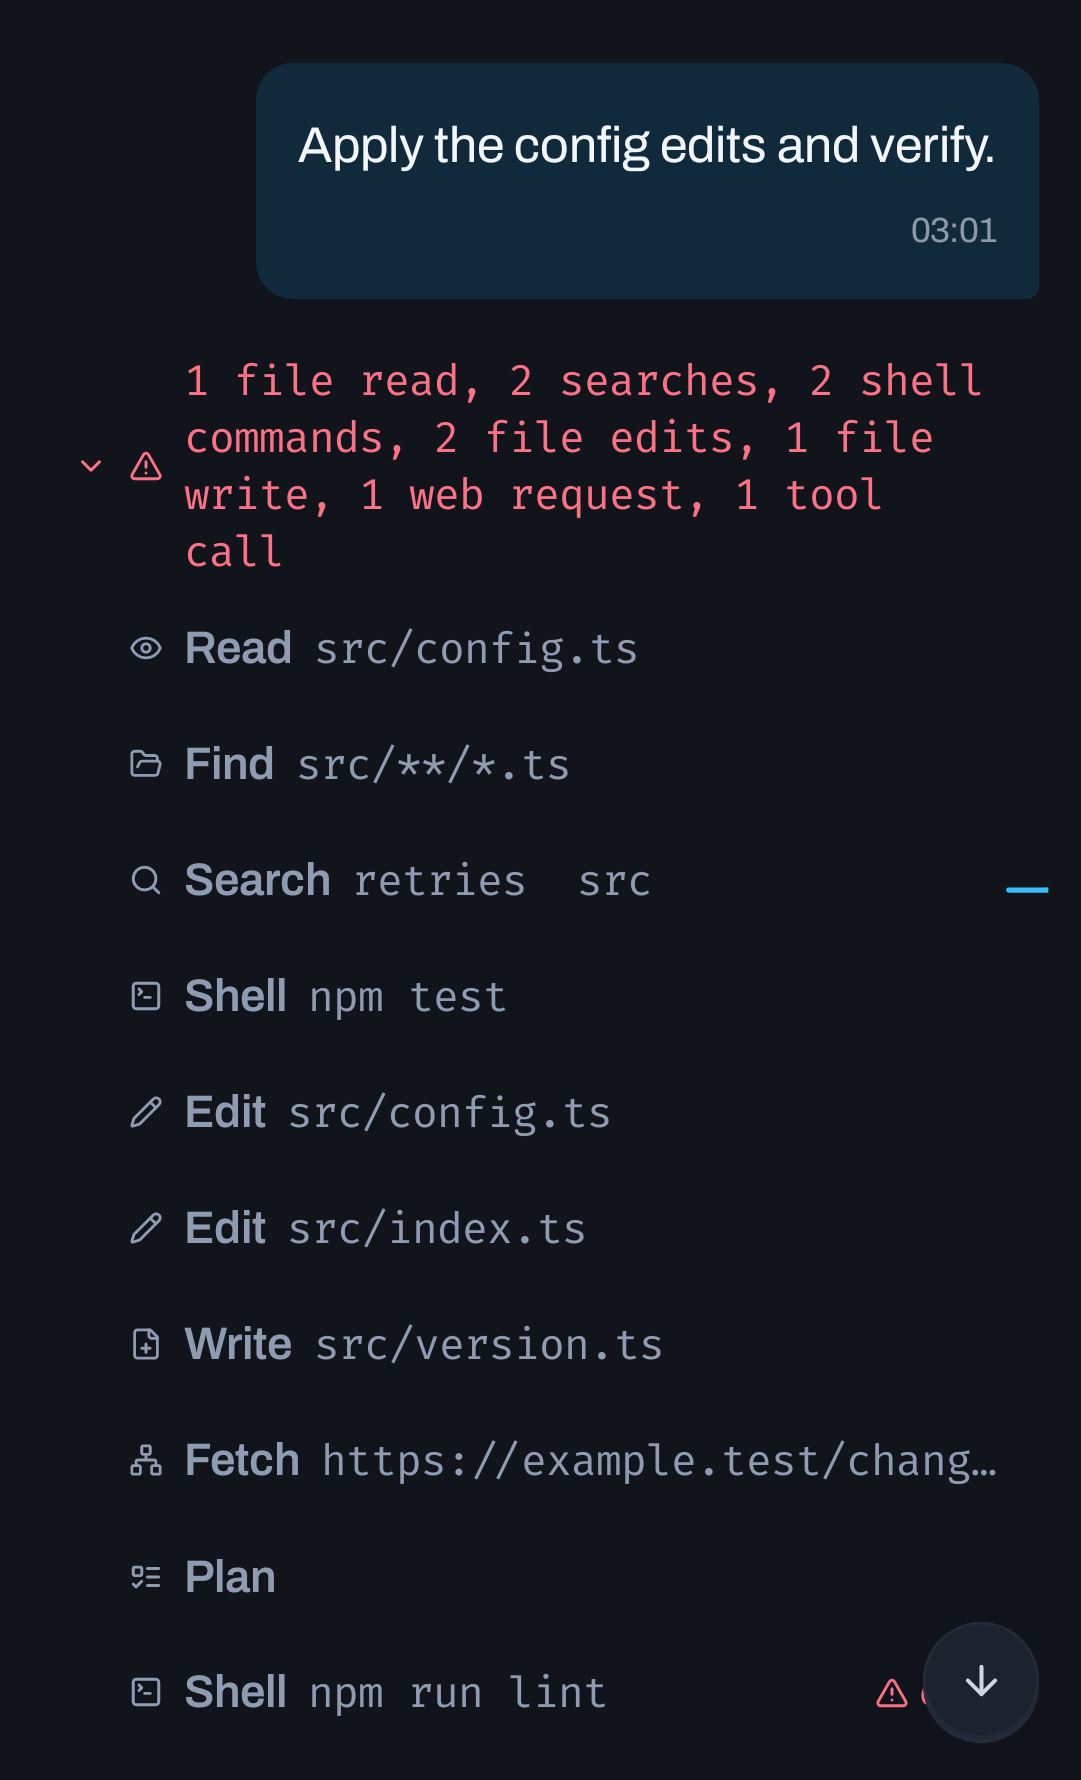 Apply the config edits and verify.
03:01
1 file read, 2 searches, 2 shell
commands, 2 file edits, 1 file
write, 1 web request, 1 tool
call
Read src/config.ts
Find src/**/*.ts
Search retries src
Shell npm test
Edit src/config.ts
Edit src/index.ts
Write src/version.ts
Fetch https://example.test/chang…
Plan
Shell npm run lint